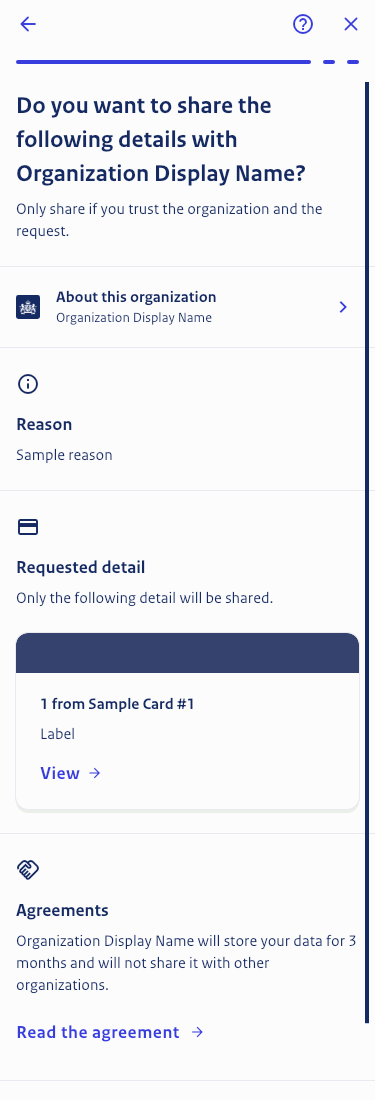 Do you want to share the
following details with
Organization Display Name?
Only share if you trust the organization and the
request.
About this organization
Organization Display Name
Reason
Sample reason
Requested detail
Only the following detail will be shared.
1 from Sample Card #1
Label
View
Agreements
Organization Display Name will store your data for 3
months and will not share it with other
organizations.
Read the agreement